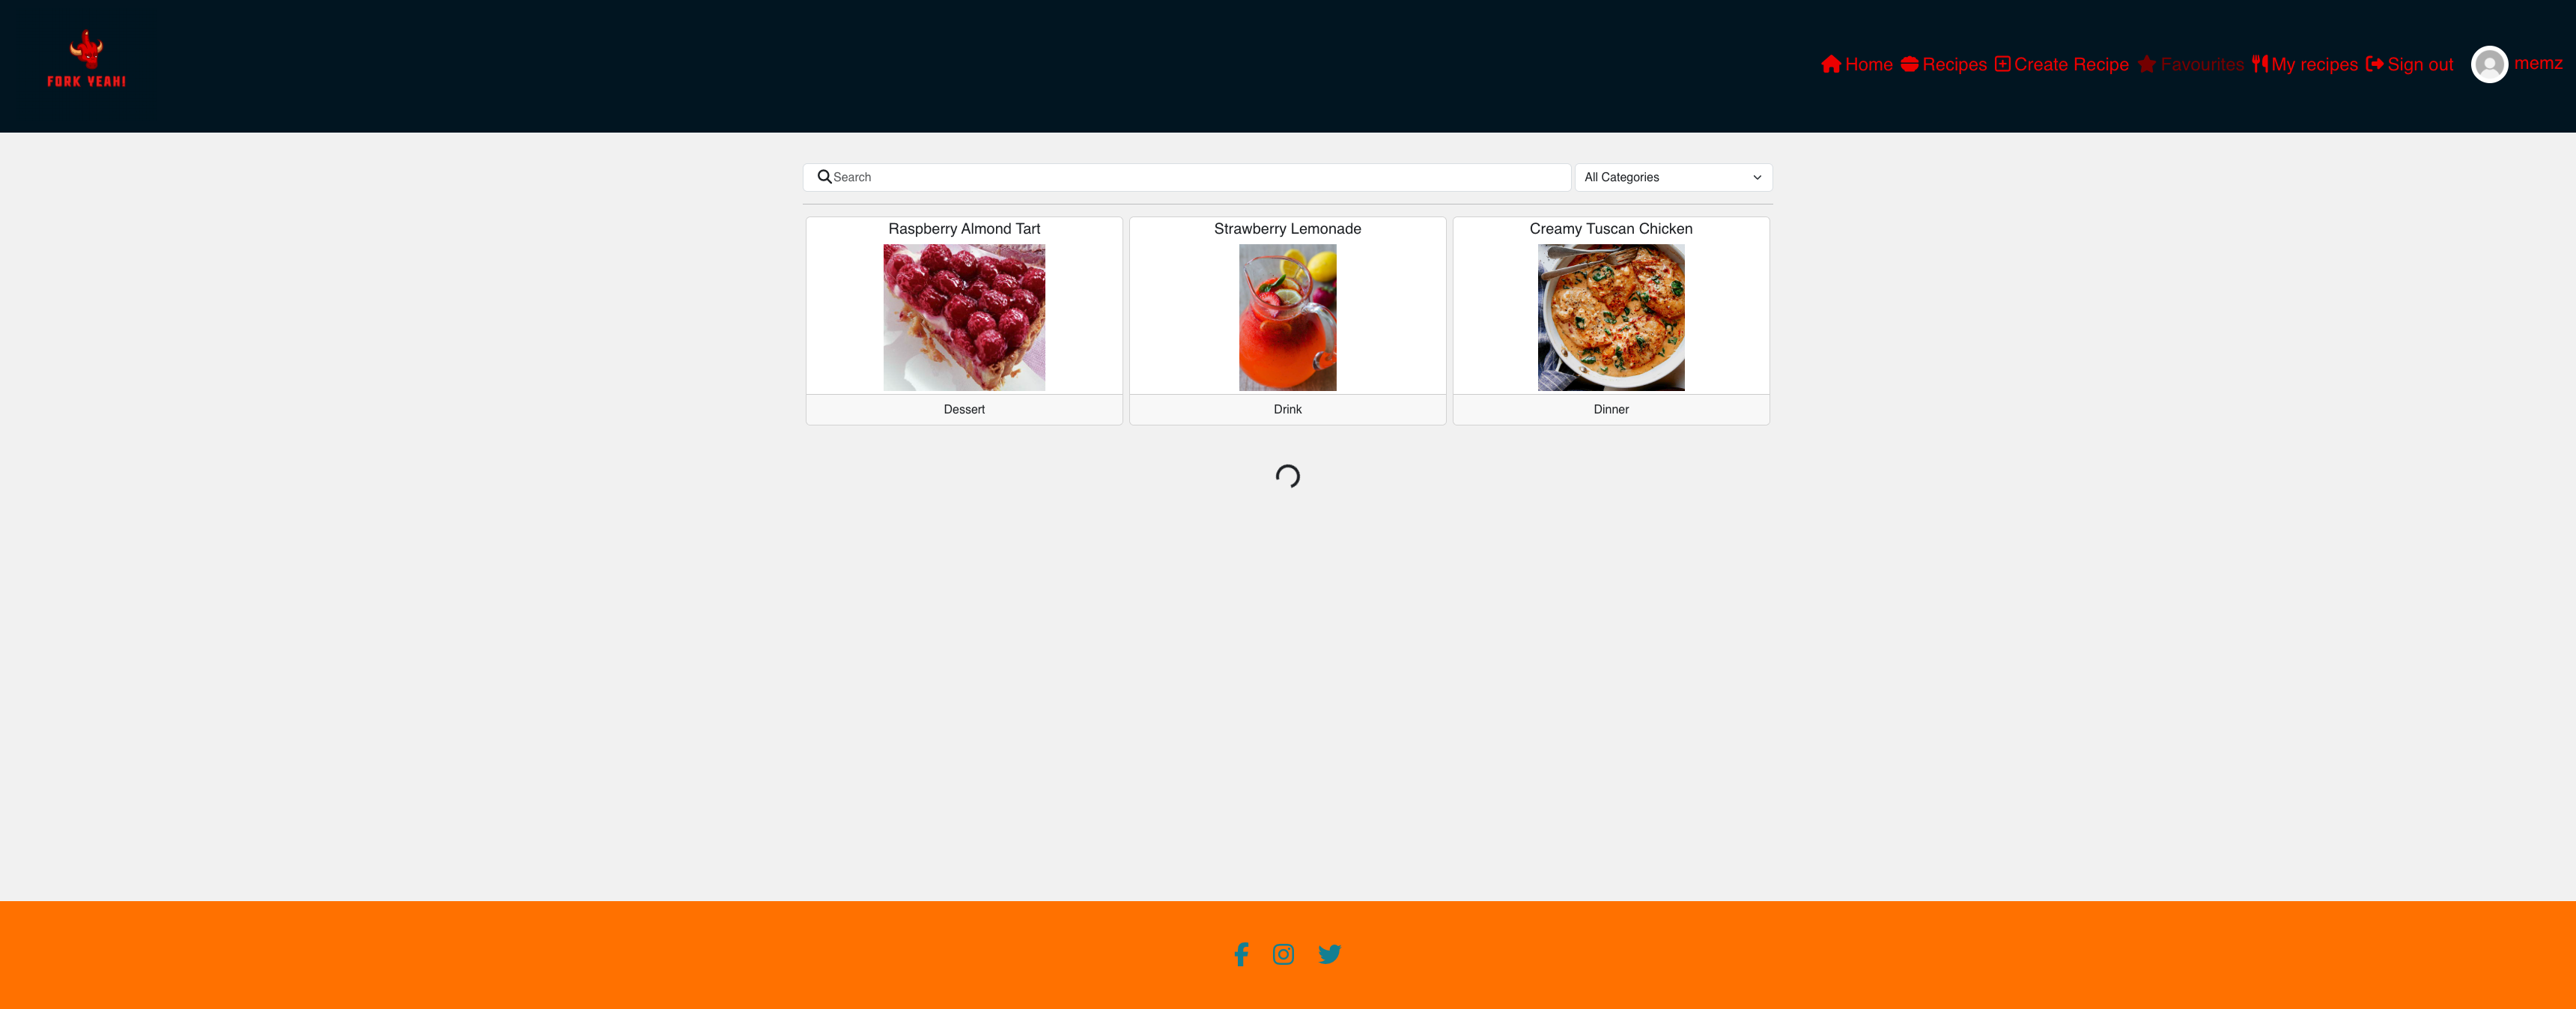 FORK YEAH!
Home Recipes Create Recipe Favourites My recipes Sign out memz
Search
All Categories
Raspberry Almond Tart
Strawberry Lemonade
Creamy Tuscan Chicken
Dessert
Drink
Dinner